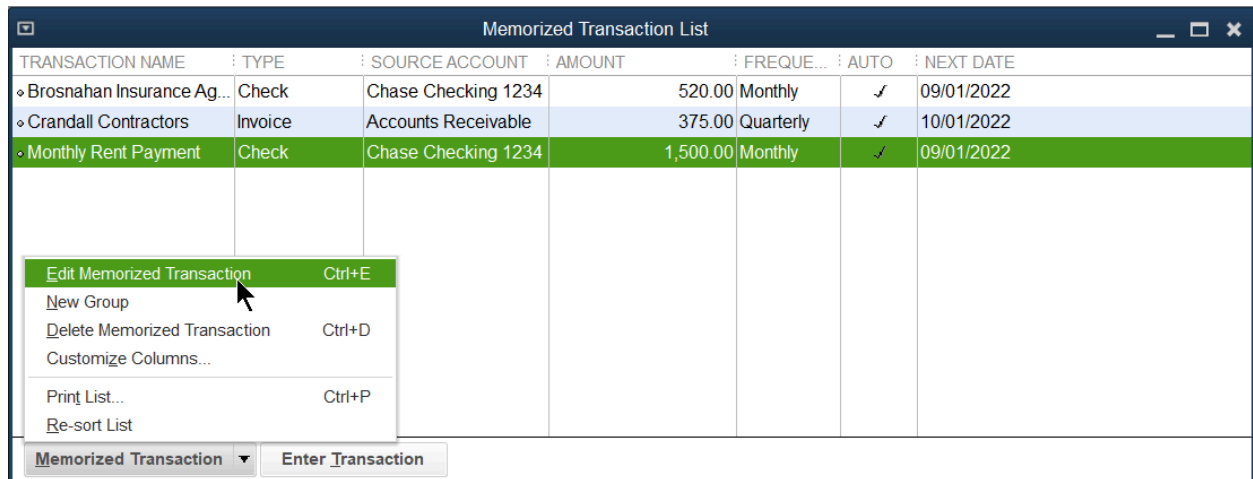 Memorized Transaction List
TRANSACTION NAME TYPE SOURCE ACCOUNT AMOUNT FREQUE... AUTO NEXT DATE
Brosnahan Insurance Ag... Check Chase Checking 1234 520.00 Monthly ✓ 09/01/2022
Crandall Contractors Invoice Accounts Receivable 375.00 Quarterly ✓ 10/01/2022
Monthly Rent Payment Check Chase Checking 1234 1,500.00 Monthly ✓ 09/01/2022
Edit Memorized Transaction Ctrl+E
New Group
Delete Memorized Transaction Ctrl+D
Customize Columns...
Print List... Ctrl+P
Re-sort List
Memorized Transaction Enter Transaction